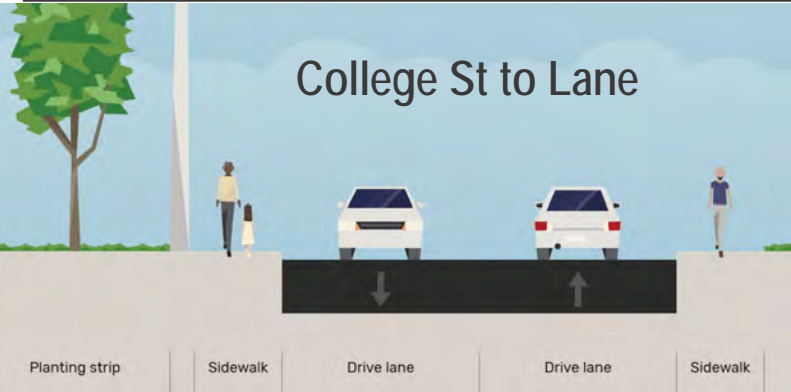 College St to Lane
Planting strip Sidewalk Drive lane Drive lane Sidewalk